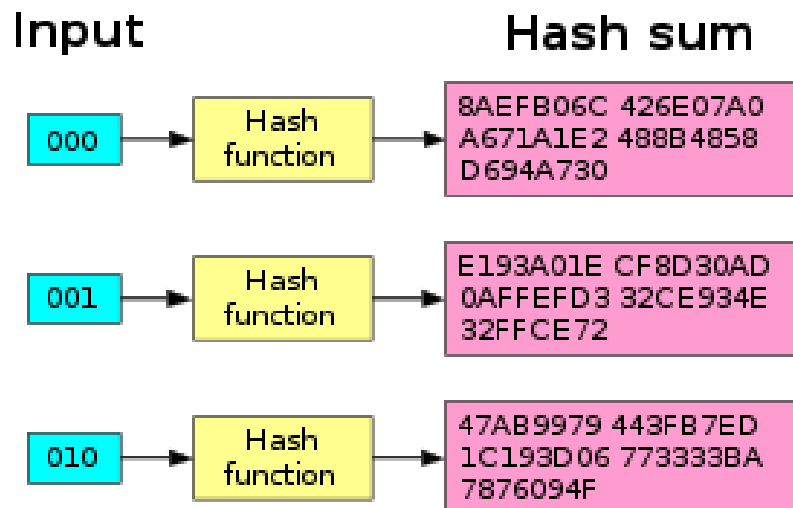 Input
Hash sum
000
Hash
function
8AEFB06C 426E07A0
A671A1E2 488B4858
D694A730
001
Hash
function
E193A01E CF8D30AD
0AFFEFD3 32CE934E
32FFCE72
010
Hash
function
47AB9979 443FB7ED
1C193D06 773333BA
7876094F